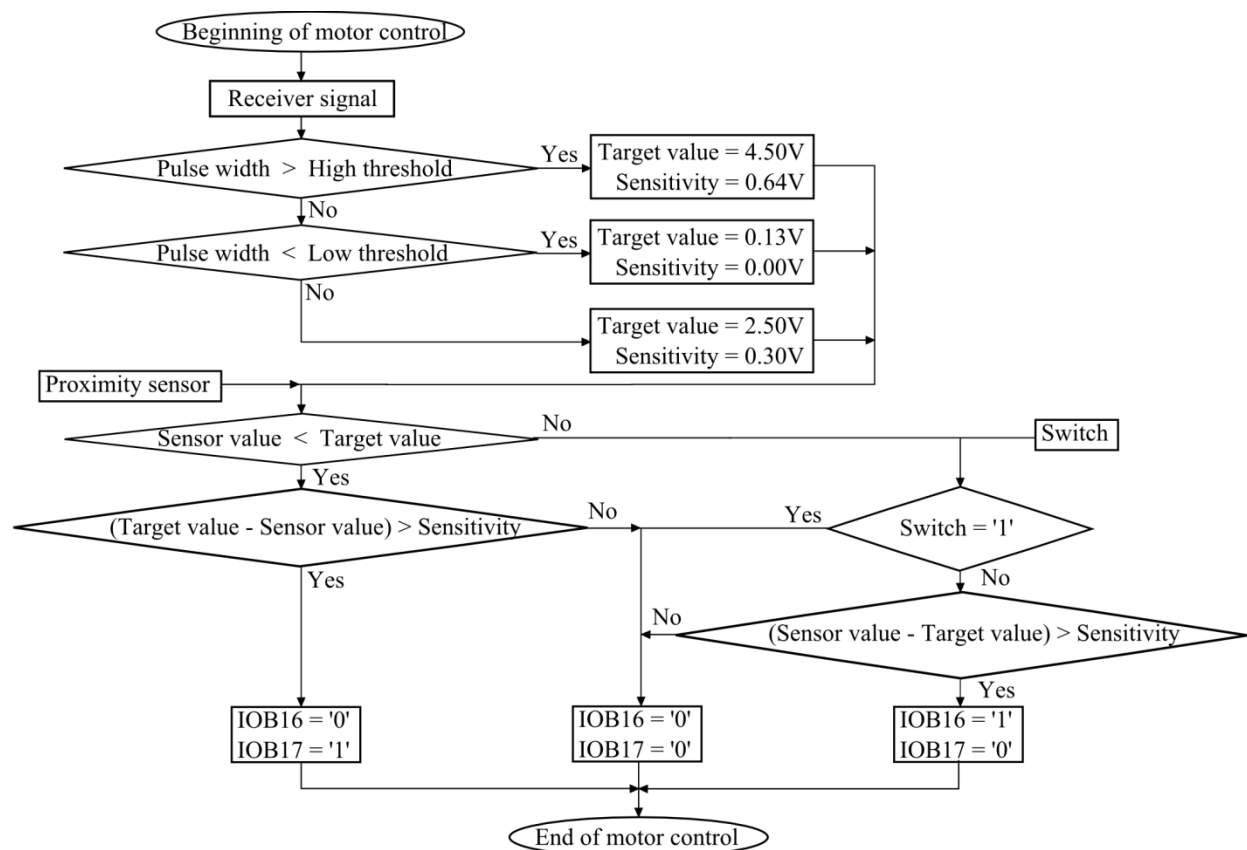 Beginning of motor control
Receiver signal
Pulse width > High threshold
Yes
Target value = 4.50V
Sensitivity = 0.64V
No
Pulse width < Low threshold
Yes
Target value = 0.13V
Sensitivity = 0.00V
No
Target value = 2.50V
Sensitivity = 0.30V
Proximity sensor
Sensor value < Target value
No
Switch
Yes
(Target value - Sensor value) > Sensitivity
No
Yes
Switch = '1'
Yes
No
No
(Sensor value - Target value) > Sensitivity
Yes
IOB16 = '0'
IOB17 = '1'
IOB16 = '0'
IOB17 = '0'
IOB16 = '1'
IOB17 = '0'
End of motor control